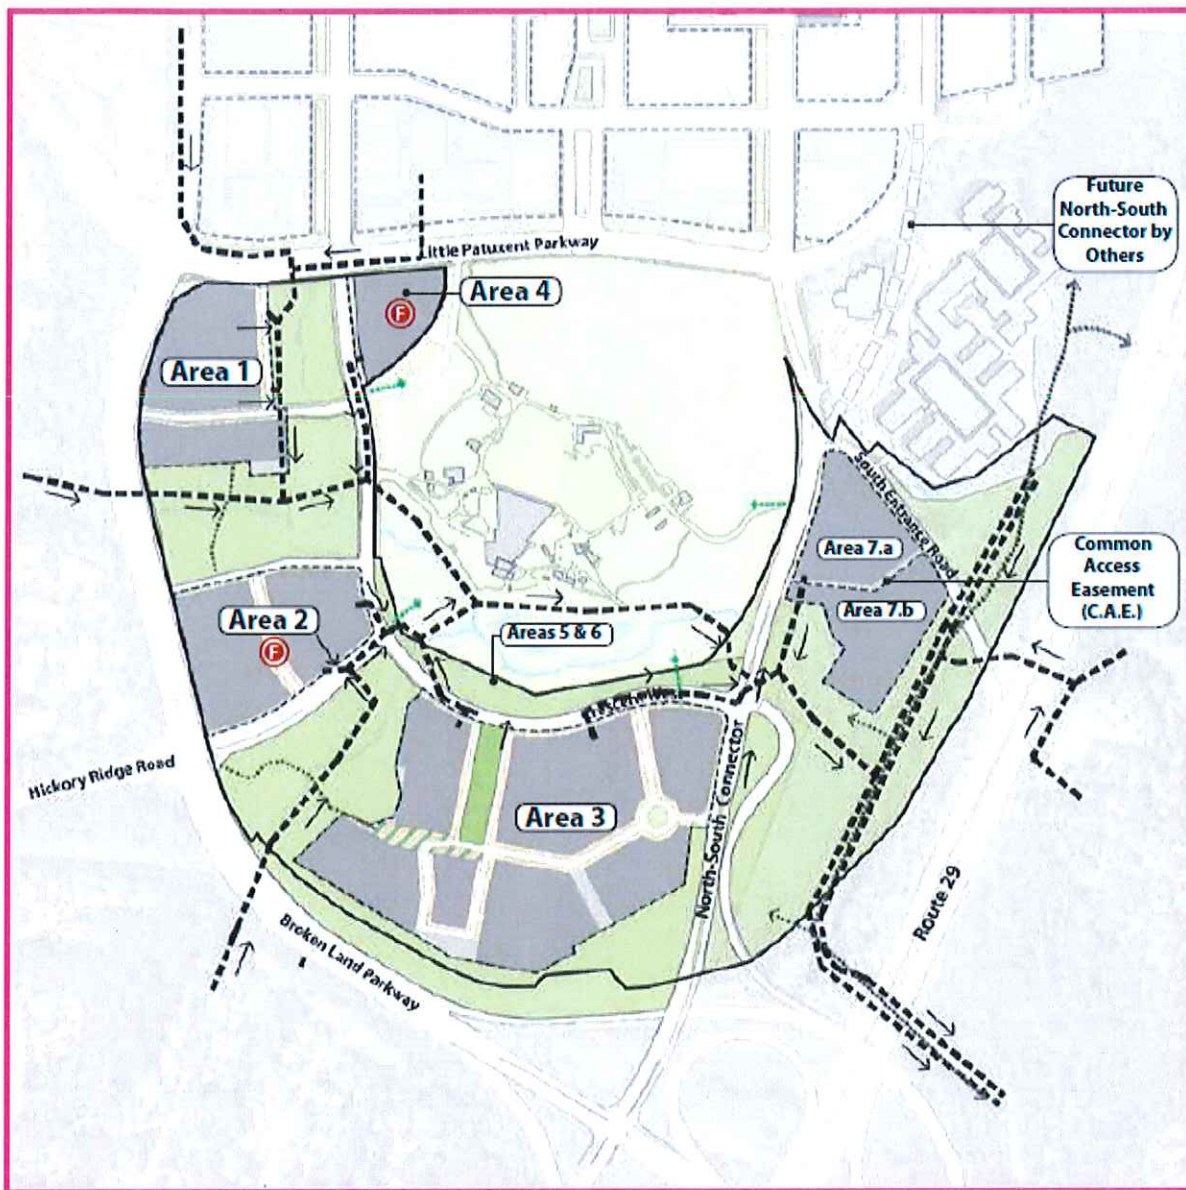 Future
North-South
Connector by
Others
Little Patuxent Parkway
Area 4
F
Area 1
South Entrance Road
Area 7.a
Common
Access
Easement
(C.A.E.)
Area 7.b
Area 2
Areas 5 & 6
F
Hickory Ridge Road
Area 3
North-South Connector
Route 29
Broken Land Parkway